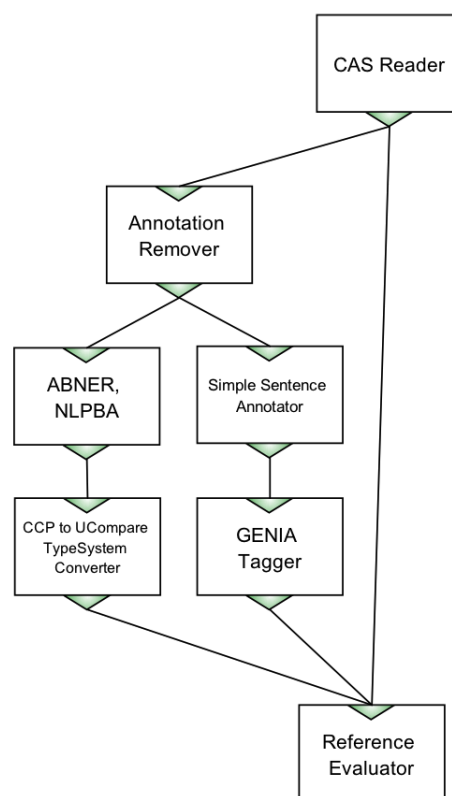 CAS Reader
Annotation
Remover
ABNER,
NLPBA
Simple Sentence
Annotator
CCP to UCompare
TypeSystem
Converter
GENIA
Tagger
Reference
Evaluator